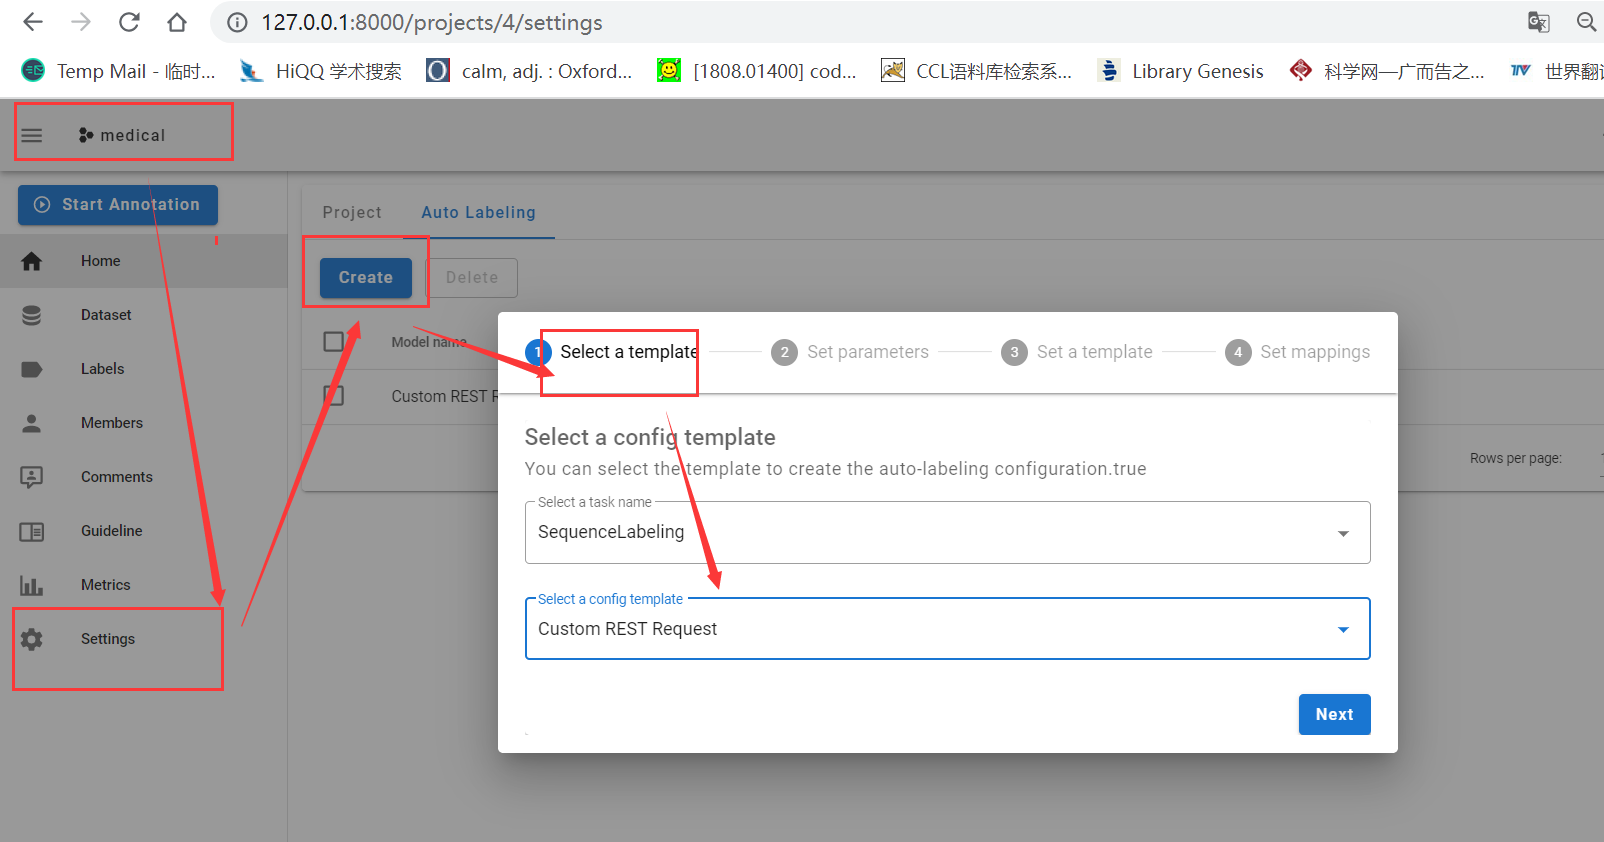 127.0.0.1:8000/projects/4/settings
Temp Mail - 临时... HiQQ 学术搜索 calm, adj. : Oxford... [1808.01400] cod... CCL语料库检索系... Library Genesis 科学网—广而告之... 世界翻
medical
Start Annotation
Project Auto Labeling
Home
Create Delete
Dataset
Model name
Labels
Custom REST R
Members
Comments
Guideline
Metrics
Settings
Rows per page:
1 Select a template 2 Set parameters 3 Set a template 4 Set mappings
Select a config template
You can select the template to create the auto-labeling configuration.true
Select a task name
SequenceLabeling
Select a config template
Custom REST Request
Next